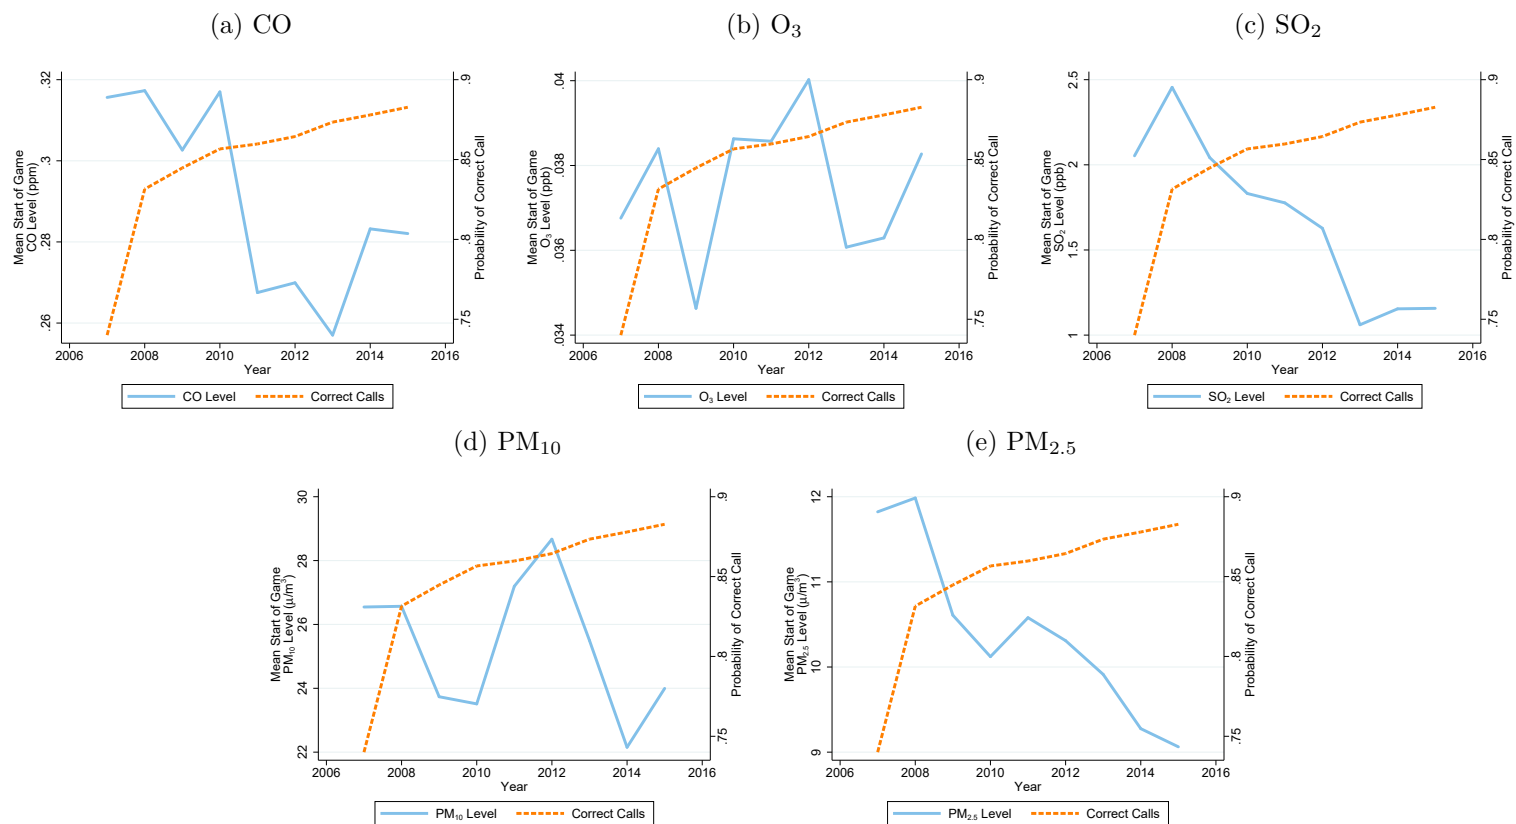 (a) CO
Mean Start of Game
CO Level (ppm)
.32
.3
.28
.26
.9
.85
.8
.75
Probability of Correct Call
2006 2008 2010 2012 2014 2016
Year
CO Level Correct Calls
(b) O₃
Mean Start of Game
O₃ Level (ppb)
.04
.038
.036
.034
.9
.85
.8
.75
Probability of Correct Call
2006 2008 2010 2012 2014 2016
Year
O₃ Level Correct Calls
(c) SO₂
Mean Start of Game
SO₂ Level (ppb)
2.5
2
1.5
1
.9
.85
.8
.75
Probability of Correct Call
2006 2008 2010 2012 2014 2016
Year
SO₂ Level Correct Calls
(d) PM₁₀
Mean Start of Game
PM₁₀ Level (μ/m³)
30
28
26
24
22
.9
.85
.8
.75
Probability of Correct Call
2006 2008 2010 2012 2014 2016
Year
PM₁₀ Level Correct Calls
(e) PM₂.₅
Mean Start of Game
PM₂.₅ Level (μ/m³)
12
11
10
9
.9
.85
.8
.75
Probability of Correct Call
2006 2008 2010 2012 2014 2016
Year
PM₂.₅ Level Correct Calls